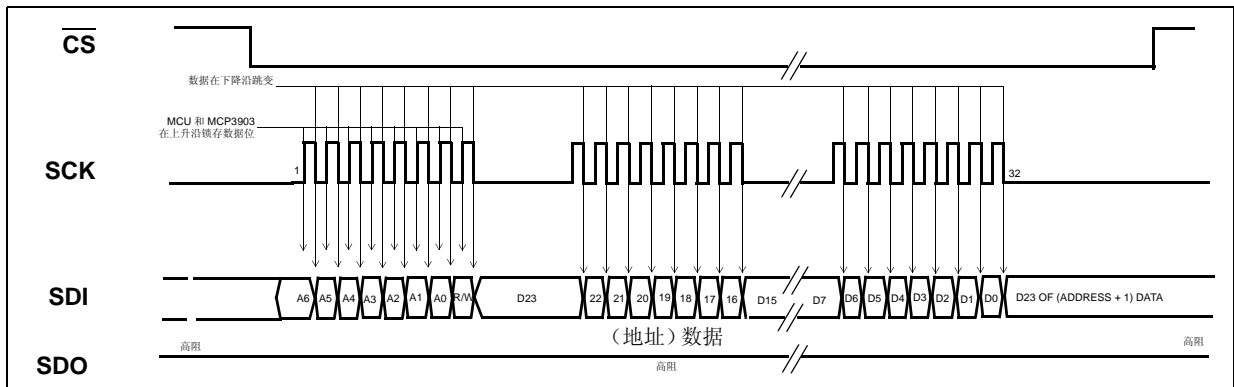 CS
数据在下降沿跳变
MCU 和 MCP3903
在上升沿锁存数据位
SCK
1
32
SDI
A6 A5 A4 A3 A2 A1 A0 R/W D23 22 21 20 19 18 17 16 D15 D7 D6 D5 D4 D3 D2 D1 D0 D23 OF (ADDRESS + 1) DATA
（地址）数据
高阻
高阻
SDO
高阻